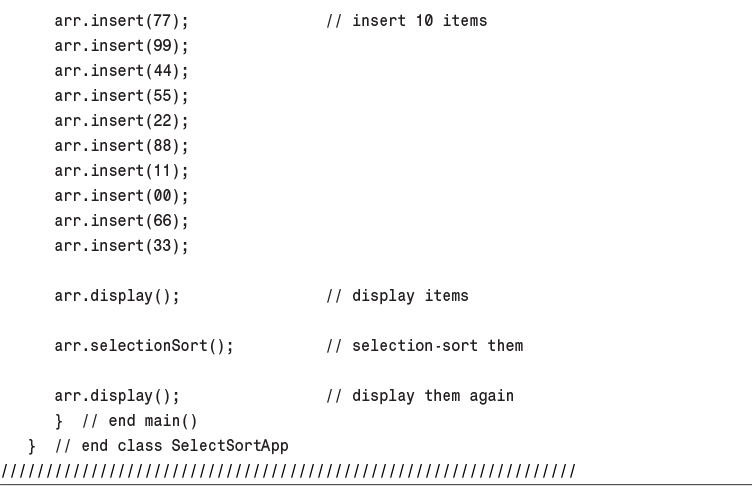 arr.insert(77);               // insert 10 items
arr.insert(99);
arr.insert(44);
arr.insert(55);
arr.insert(22);
arr.insert(88);
arr.insert(11);
arr.insert(00);
arr.insert(66);
arr.insert(33);
arr.display();                // display items
arr.selectionSort();          // selection-sort them
arr.display();                // display them again
}  // end main()
}  // end class SelectSortApp
////////////////////////////////////////////////////////////////